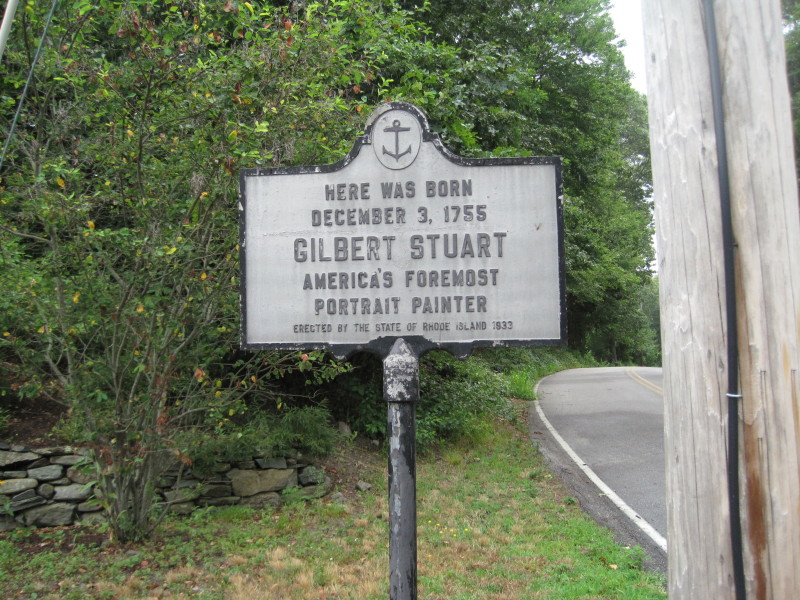 HERE WAS BORN
DECEMBER 3, 1755
GILBERT STUART
AMERICA'S FOREMOST
PORTRAIT PAINTER
ERECTED BY THE STATE OF RHODE ISLAND 1933